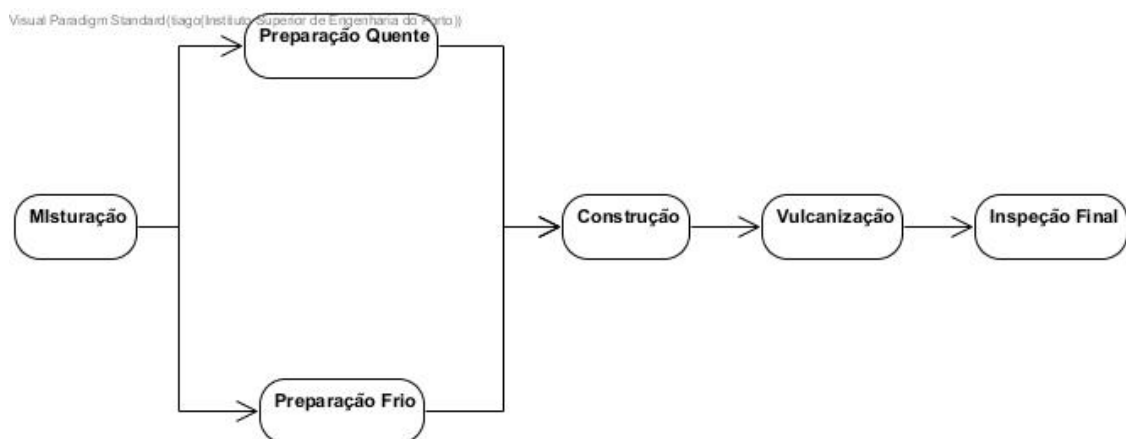 Visual Paradigm Standard(tiago(Instituto Superior de Engenharia do Porto))
Preparação Quente
MIsturação
Construção
Vulcanização
Inspeção Final
Preparação Frio